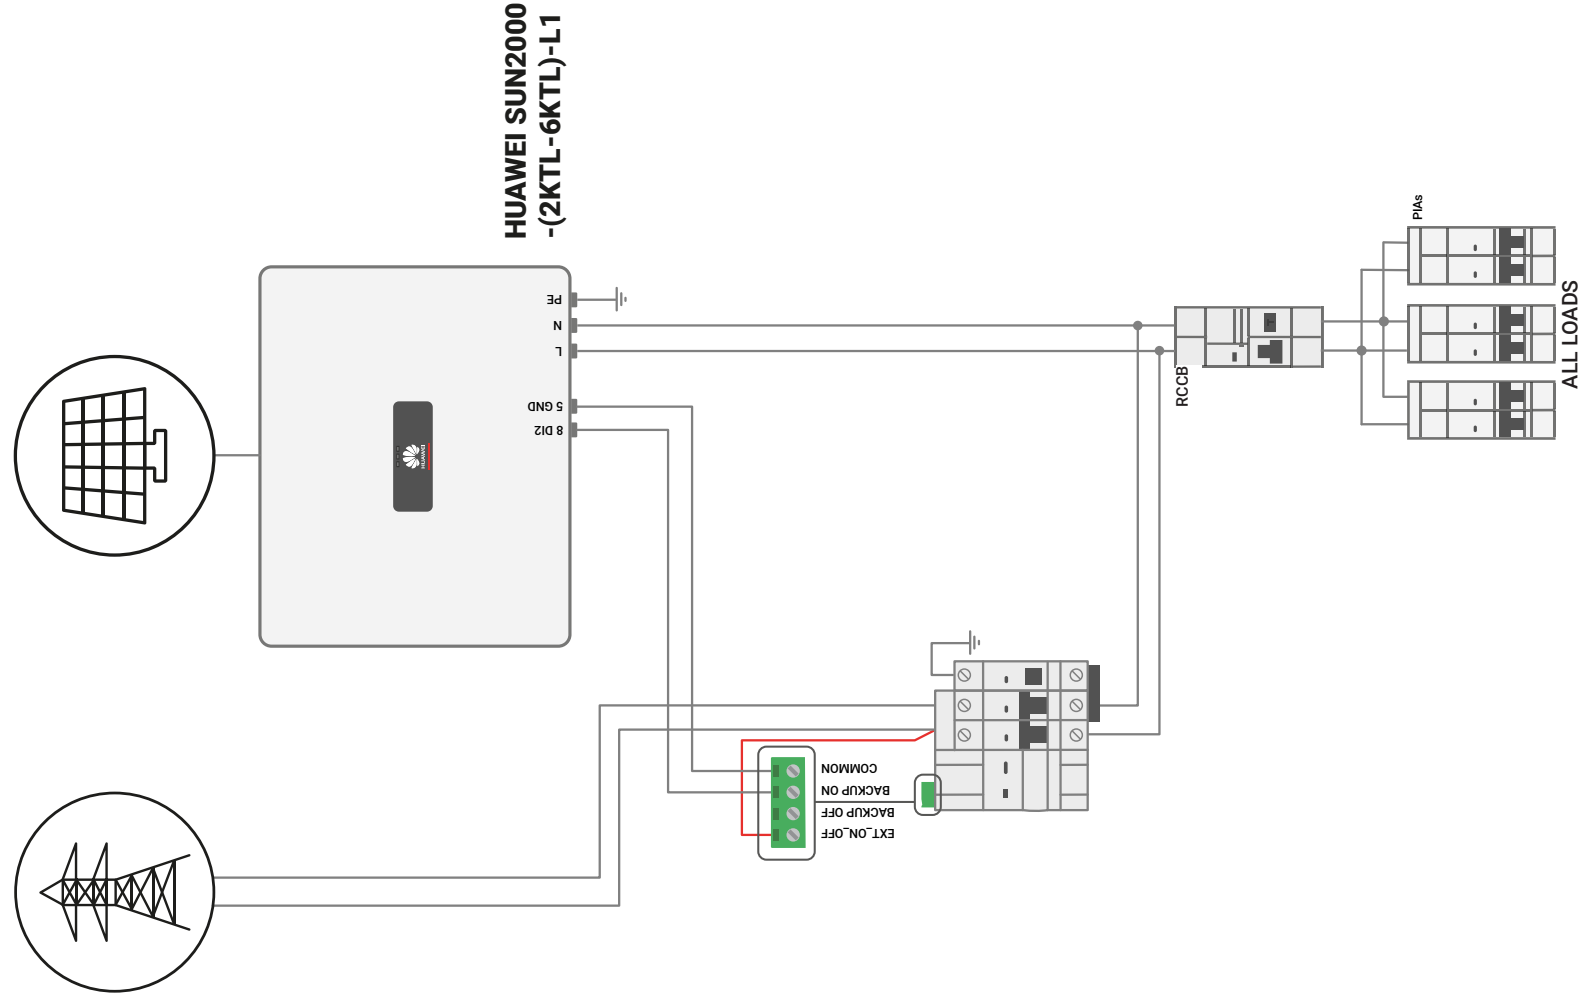 HUAWEI SUN2000
-(2KTL-6KTL)-L1
PE
N
L
5 GND
8 DI2
HUAWEI
RCCB
PIAs
ALL LOADS
COMMON
BACKUP ON
BACKUP OFF
EXT_ON_OFF